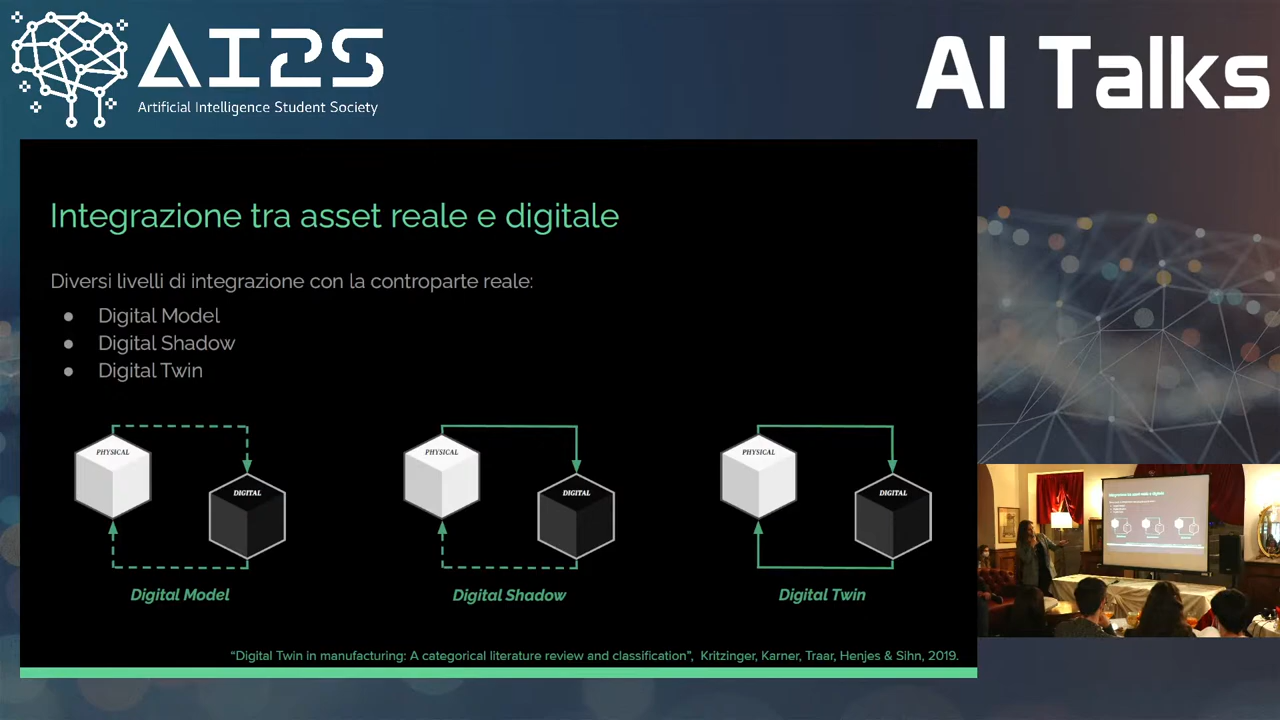 AI2S
Artificial Intelligence Student Society
AI Talks
Integrazione tra asset reale e digitale
Diversi livelli di integrazione con la controparte reale:
● Digital Model
● Digital Shadow
● Digital Twin
PHYSICAL
DIGITAL
Digital Model
PHYSICAL
DIGITAL
Digital Shadow
PHYSICAL
DIGITAL
Digital Twin
“Digital Twin in manufacturing: A categorical literature review and classification”, Kritzinger, Karner, Traar, Henjes & Sihn, 2019.